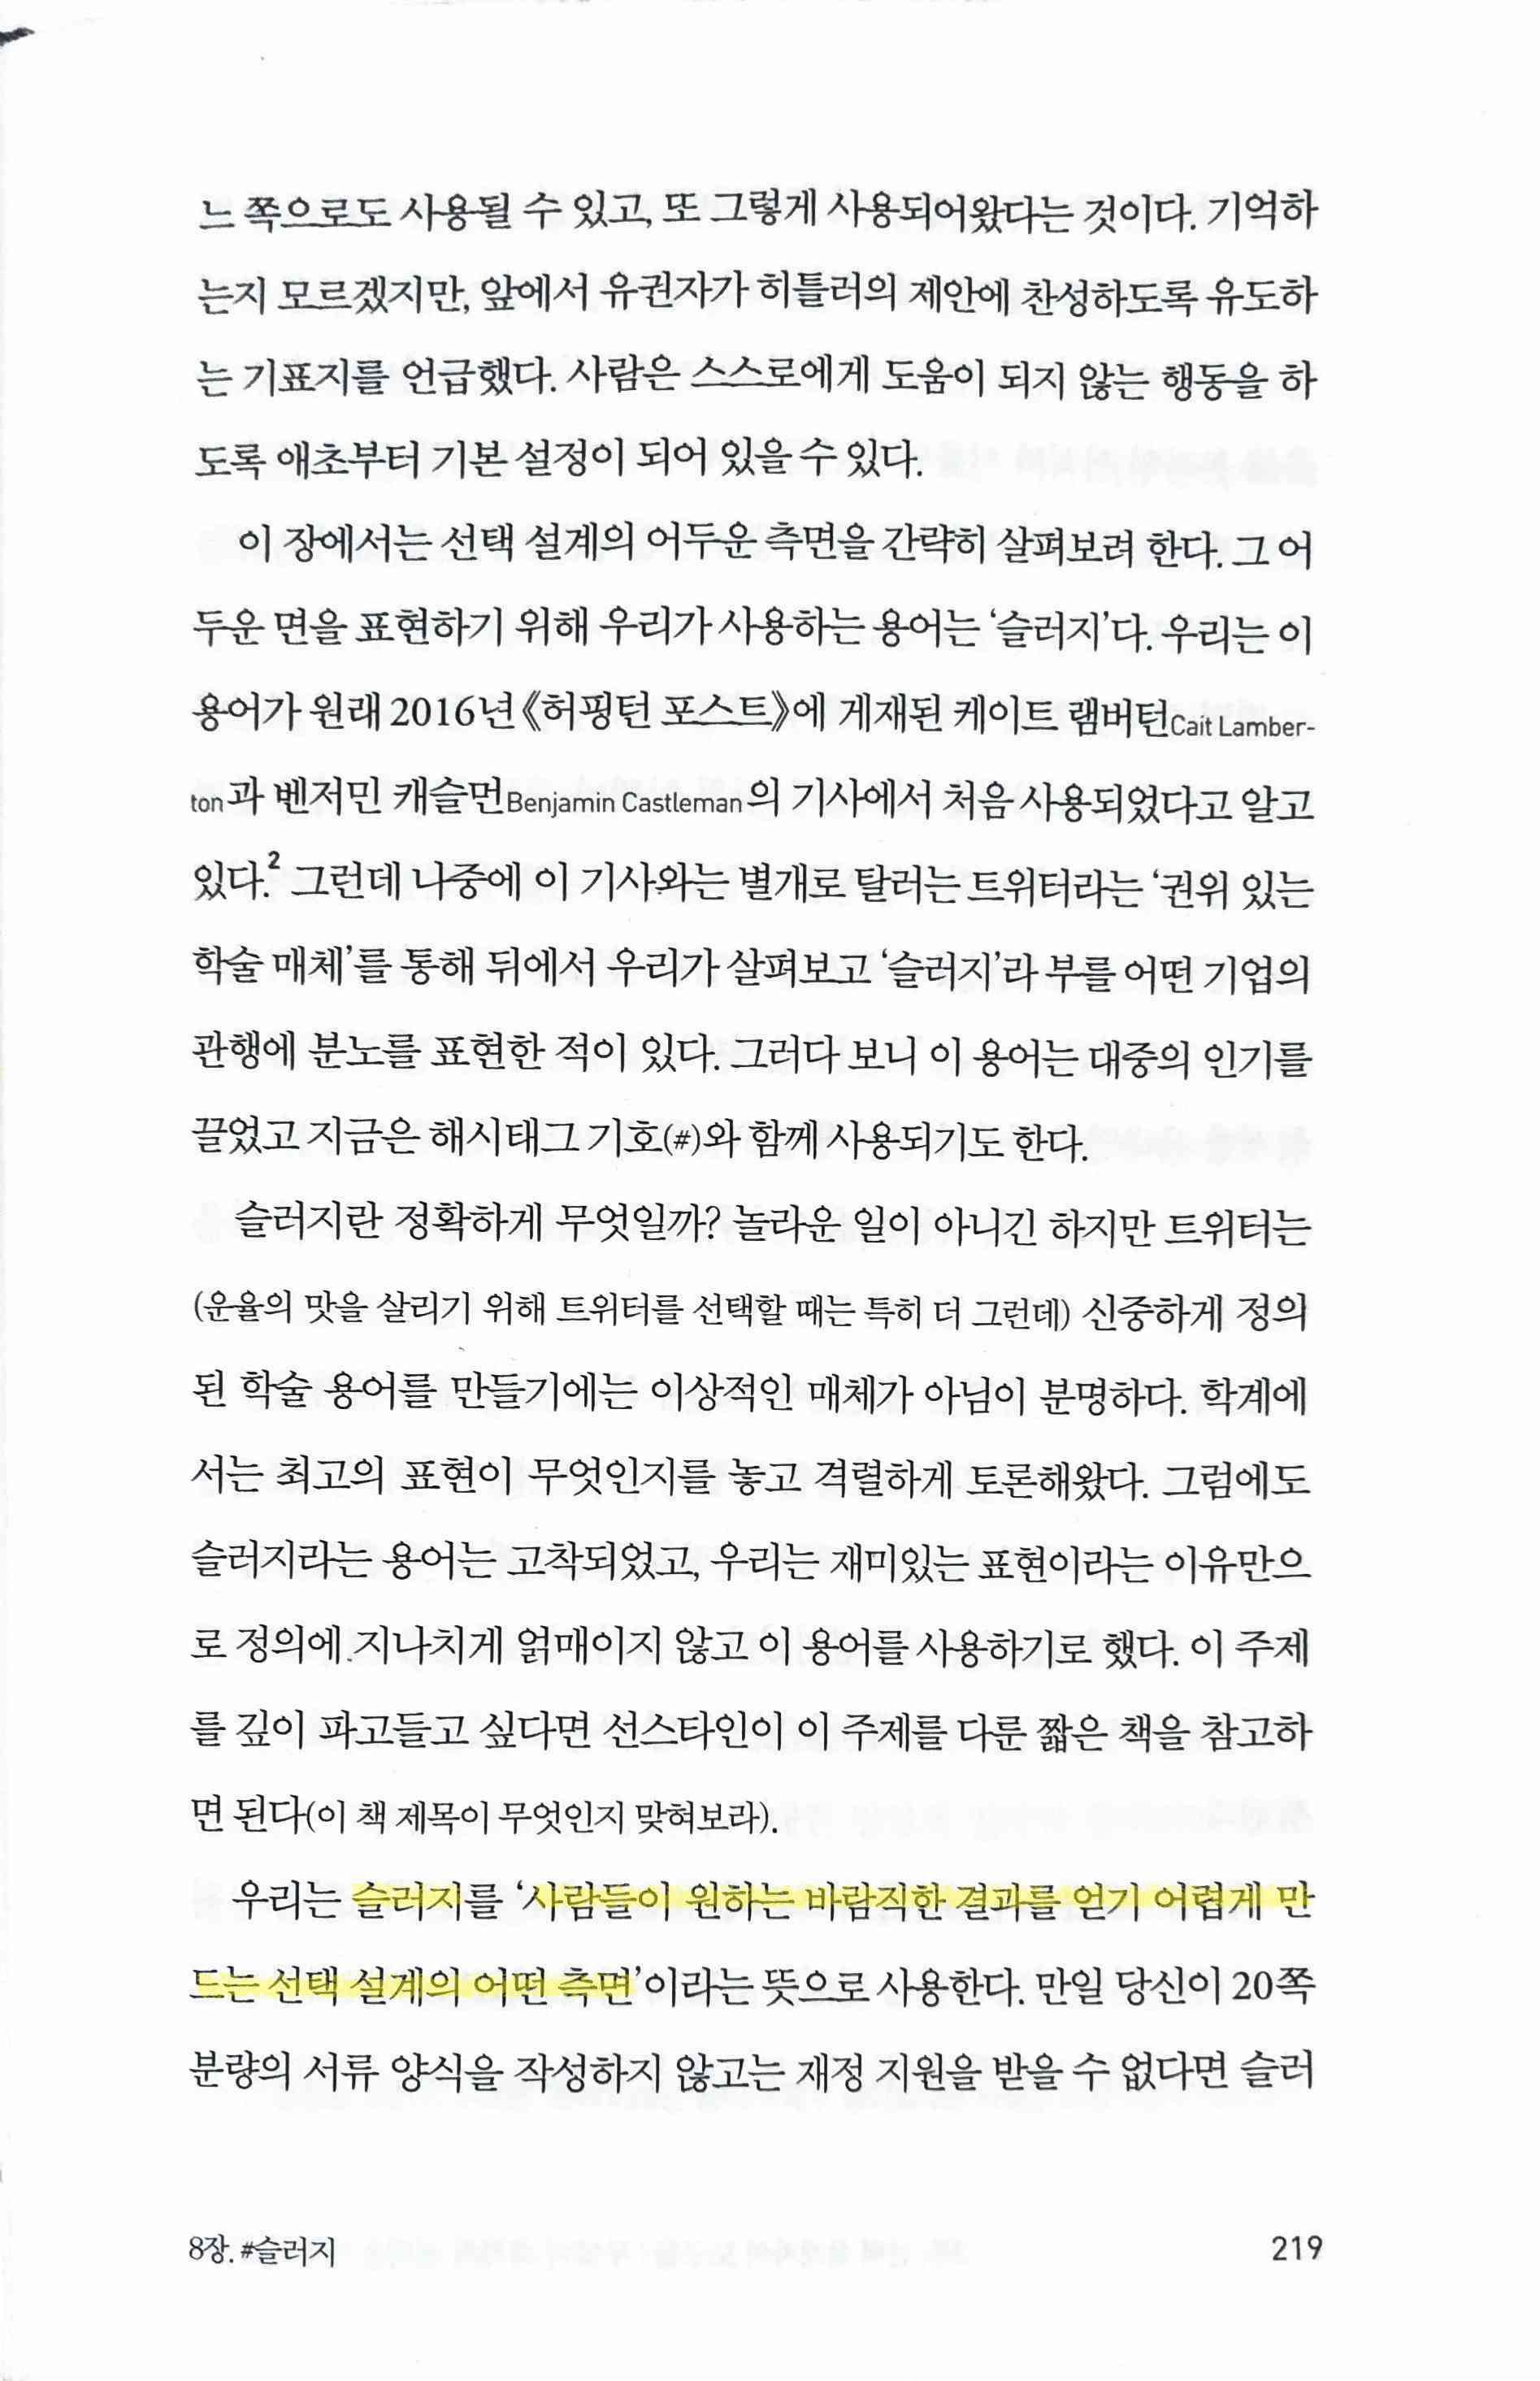 느 쪽으로도 사용될 수 있고, 또 그렇게 사용되어왔다는 것이다. 기억하
는지 모르겠지만, 앞에서 유권자가 히틀러의 제안에 찬성하도록 유도하
는 기표지를 언급했다. 사람은 스스로에게 도움이 되지 않는 행동을 하
도록 애초부터 기본 설정이 되어 있을 수 있다.
이 장에서는 선택 설계의 어두운 측면을 간략히 살펴보려 한다. 그 어
두운 면을 표현하기 위해 우리가 사용하는 용어는 ‘슬러지’다. 우리는 이
용어가 원래 2016년 《허핑턴 포스트》에 게재된 케이트 램버턴Cait Lamber-
ton과 벤저민 캐슬먼Benjamin Castleman의 기사에서 처음 사용되었다고 알고
있다.² 그런데 나중에 이 기사와는 별개로 탈러는 트위터라는 ‘권위 있는
학술 매체’를 통해 뒤에서 우리가 살펴보고 ‘슬러지’라 부를 어떤 기업의
관행에 분노를 표현한 적이 있다. 그러다 보니 이 용어는 대중의 인기를
끌었고 지금은 해시태그 기호(#)와 함께 사용되기도 한다.
슬러지란 정확하게 무엇일까? 놀라운 일이 아니긴 하지만 트위터는
(운율의 맛을 살리기 위해 트위터를 선택할 때는 특히 더 그런데) 신중하게 정의
된 학술 용어를 만들기에는 이상적인 매체가 아님이 분명하다. 학계에
서는 최고의 표현이 무엇인지를 놓고 격렬하게 토론해왔다. 그럼에도
슬러지라는 용어는 고착되었고, 우리는 재미있는 표현이라는 이유만으
로 정의에 지나치게 얽매이지 않고 이 용어를 사용하기로 했다. 이 주제
를 깊이 파고들고 싶다면 선스타인이 이 주제를 다룬 짧은 책을 참고하
면 된다(이 책 제목이 무엇인지 맞혀보라).
우리는 슬러지를 ‘사람들이 원하는 바람직한 결과를 얻기 어렵게 만
드는 선택 설계의 어떤 측면’이라는 뜻으로 사용한다. 만일 당신이 20쪽
분량의 서류 양식을 작성하지 않고는 재정 지원을 받을 수 없다면 슬러
8장. #슬러지
219